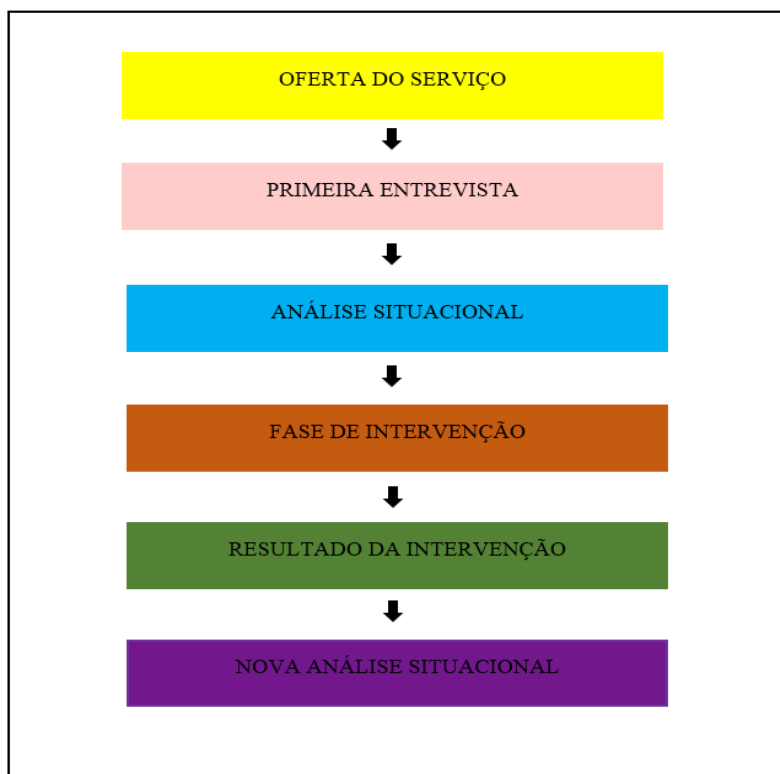 OFERTA DO SERVIÇO
PRIMEIRA ENTREVISTA
ANÁLISE SITUACIONAL
FASE DE INTERVENÇÃO
RESULTADO DA INTERVENÇÃO
NOVA ANÁLISE SITUACIONAL